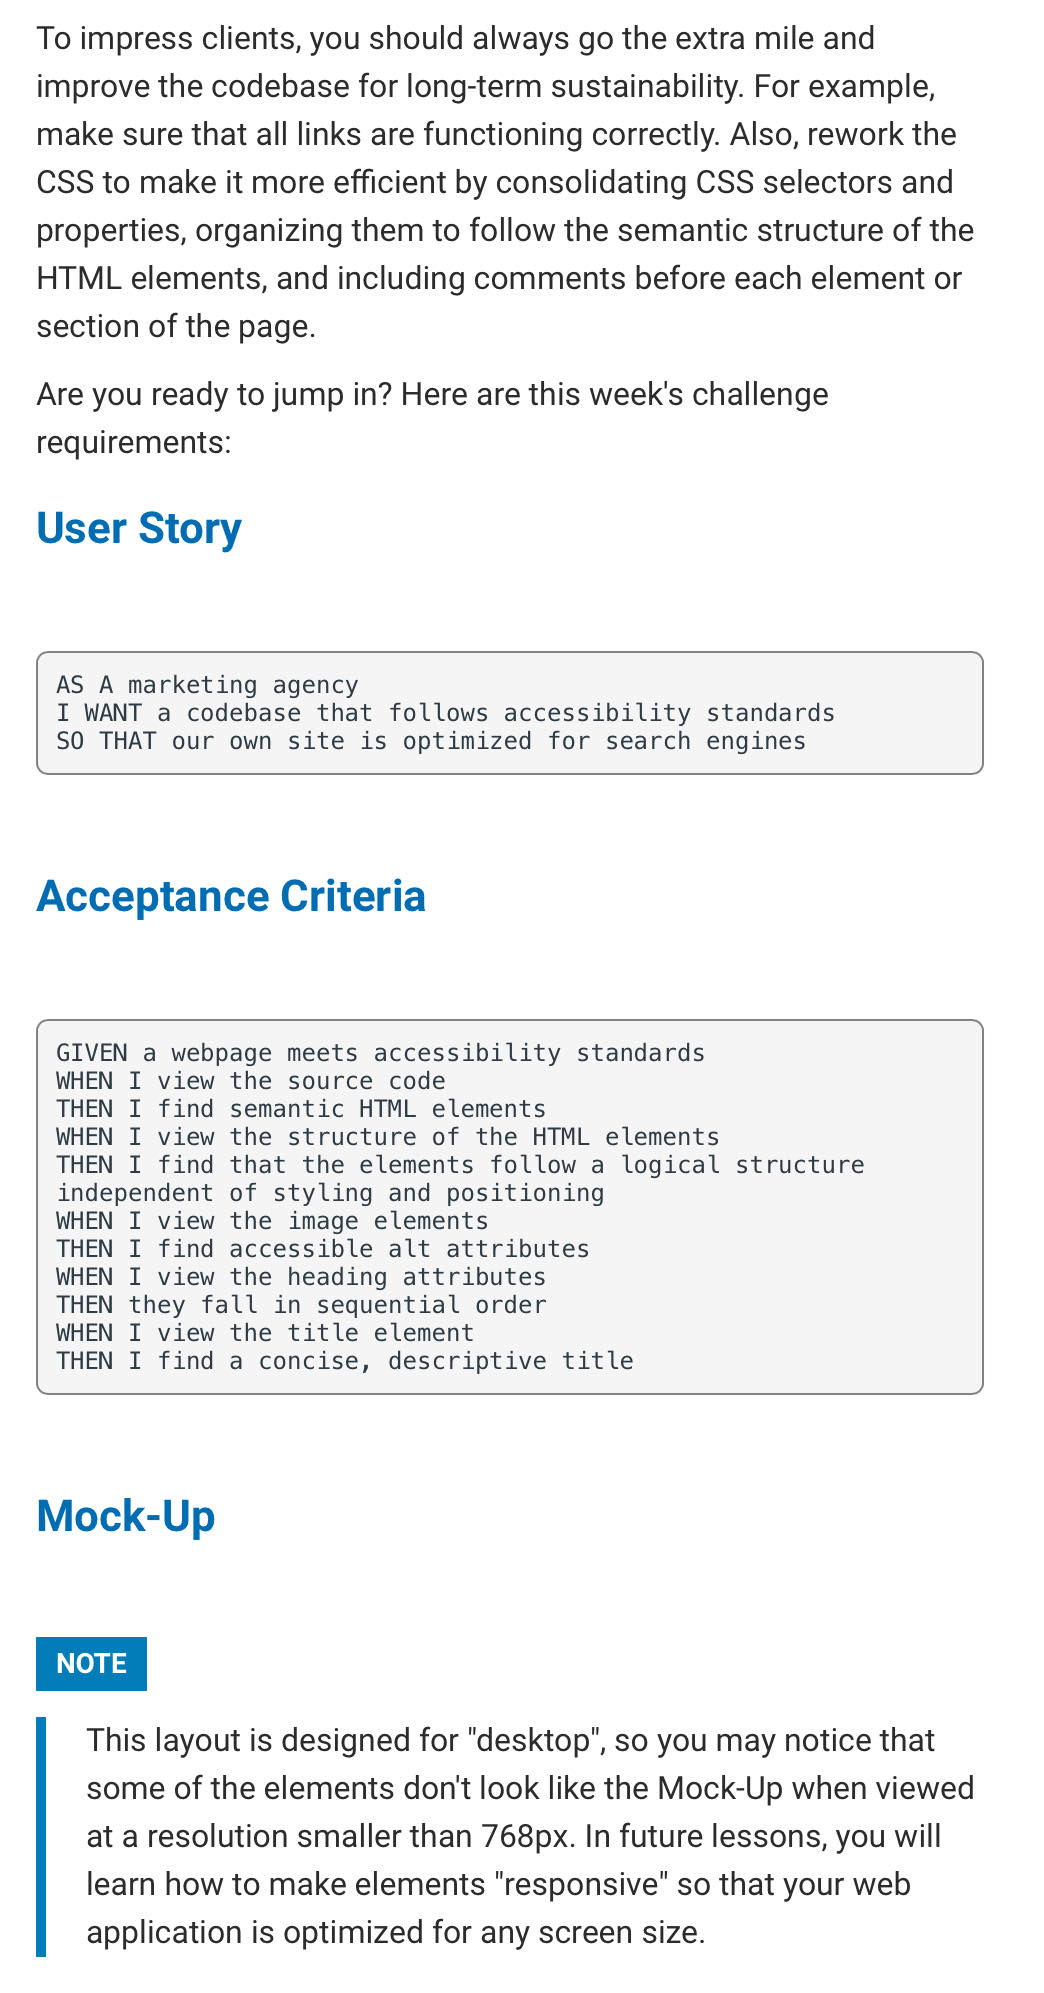 To impress clients, you should always go the extra mile and
improve the codebase for long-term sustainability. For example,
make sure that all links are functioning correctly. Also, rework the
CSS to make it more efficient by consolidating CSS selectors and
properties, organizing them to follow the semantic structure of the
HTML elements, and including comments before each element or
section of the page.
Are you ready to jump in? Here are this week's challenge
requirements:
User Story
AS A marketing agency
I WANT a codebase that follows accessibility standards
SO THAT our own site is optimized for search engines
Acceptance Criteria
GIVEN a webpage meets accessibility standards
WHEN I view the source code
THEN I find semantic HTML elements
WHEN I view the structure of the HTML elements
THEN I find that the elements follow a logical structure
independent of styling and positioning
WHEN I view the image elements
THEN I find accessible alt attributes
WHEN I view the heading attributes
THEN they fall in sequential order
WHEN I view the title element
THEN I find a concise, descriptive title
Mock-Up
NOTE
This layout is designed for "desktop", so you may notice that
some of the elements don't look like the Mock-Up when viewed
at a resolution smaller than 768px. In future lessons, you will
learn how to make elements "responsive" so that your web
application is optimized for any screen size.